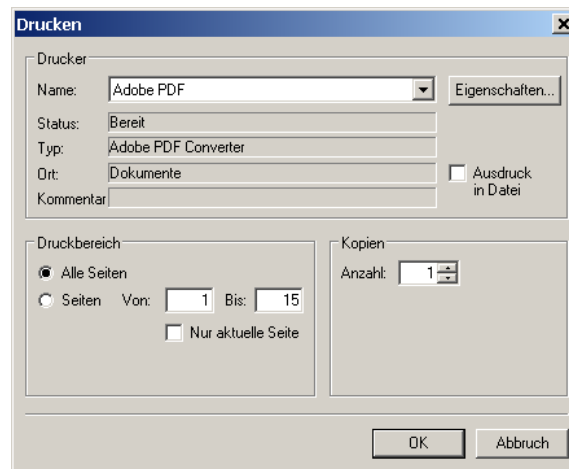 Drucken
Drucker
Name: Adobe PDF Eigenschaften...
Status: Bereit
Typ: Adobe PDF Converter
Ort: Dokumente
Ausdruck
in Datei
Kommentar
Druckbereich
Alle Seiten
Seiten Von: 1 Bis: 15
Nur aktuelle Seite
Kopien
Anzahl: 1
OK Abbruch